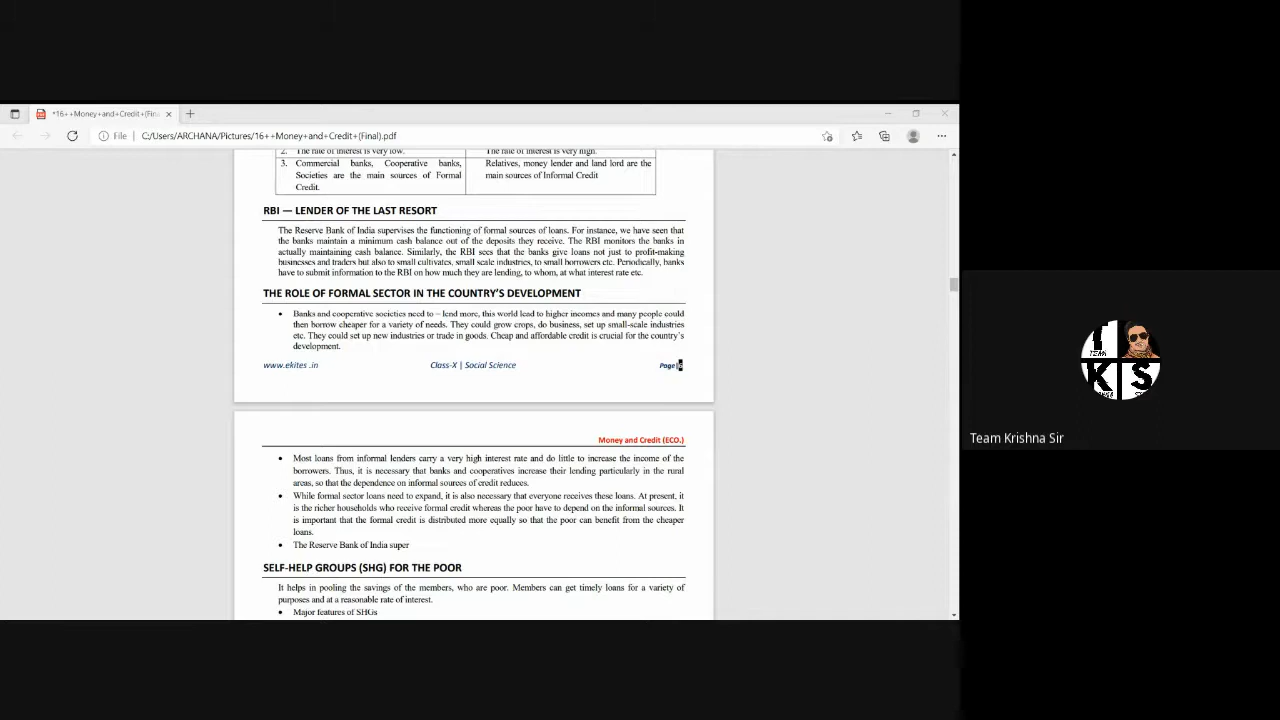 *16++Money+and+Credit+(Fina
File | C:/Users/ARCHANA/Pictures/16++Money+and+Credit+(Final).pdf
2. The rate of interest is very low. The rate of interest is very high.
3. Commercial banks, Cooperative banks, Relatives, money lender and land lord are the
Societies are the main sources of Formal main sources of Informal Credit
Credit.
RBI — LENDER OF THE LAST RESORT
The Reserve Bank of India supervises the functioning of formal sources of loans. For instance, we have seen that
the banks maintain a minimum cash balance out of the deposits they receive. The RBI monitors the banks in
actually maintaining cash balance. Similarly, the RBI sees that the banks give loans not just to profit-making
businesses and traders but also to small cultivates, small scale industries, to small borrowers etc. Periodically, banks
have to submit information to the RBI on how much they are lending, to whom, at what interest rate etc.
THE ROLE OF FORMAL SECTOR IN THE COUNTRY'S DEVELOPMENT
• Banks and cooperative societies need to – lend more, this world lead to higher incomes and many people could
then borrow cheaper for a variety of needs. They could grow crops, do business, set up small-scale industries
etc. They could set up new industries or trade in goods. Cheap and affordable credit is crucial for the country's
development.
www.ekites .in Class-X | Social Science Page|
Money and Credit (ECO.)
• Most loans from informal lenders carry a very high interest rate and do little to increase the income of the
borrowers. Thus, it is necessary that banks and cooperatives increase their lending particularly in the rural
areas, so that the dependence on informal sources of credit reduces.
• While formal sector loans need to expand, it is also necessary that everyone receives these loans. At present, it
is the richer households who receive formal credit whereas the poor have to depend on the informal sources. It
is important that the formal credit is distributed more equally so that the poor can benefit from the cheaper
loans.
• The Reserve Bank of India super
SELF-HELP GROUPS (SHG) FOR THE POOR
It helps in pooling the savings of the members, who are poor. Members can get timely loans for a variety of
purposes and at a reasonable rate of interest.
• Major features of SHGs
TEAM
K S
Team Krishna Sir